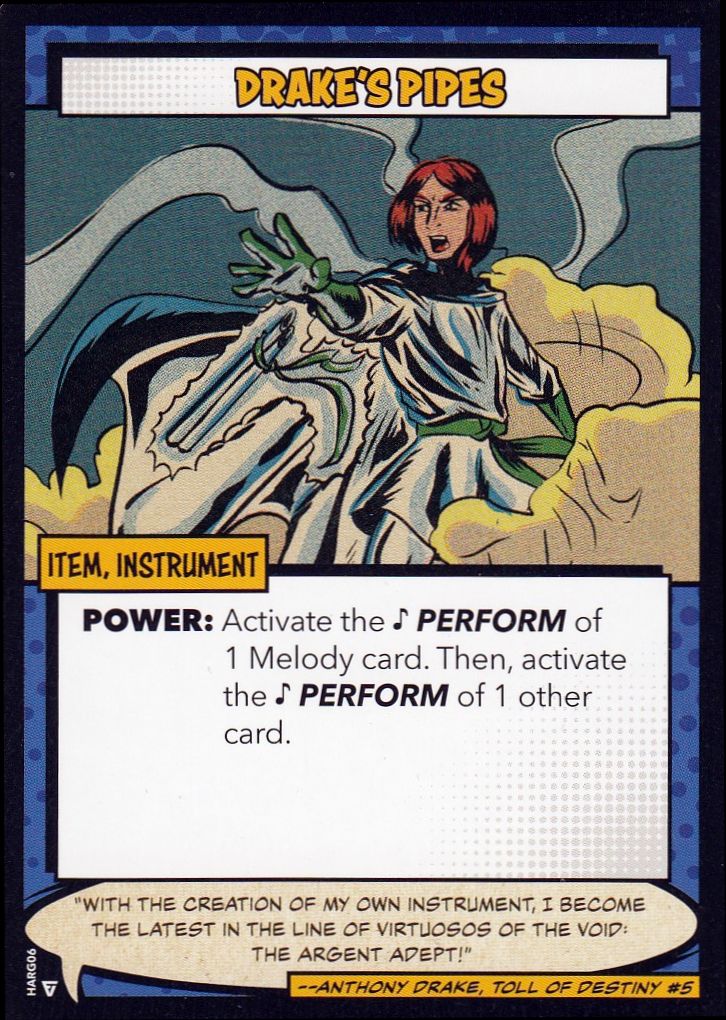 DRAKE'S PIPES
ITEM, INSTRUMENT
POWER: Activate the ♪ PERFORM of
1 Melody card. Then, activate
the ♪ PERFORM of 1 other
card.
"WITH THE CREATION OF MY OWN INSTRUMENT, I BECOME
THE LATEST IN THE LINE OF VIRTUOSOS OF THE VOID:
THE ARGENT ADEPT!"
--ANTHONY DRAKE, TOLL OF DESTINY #5
HARG06